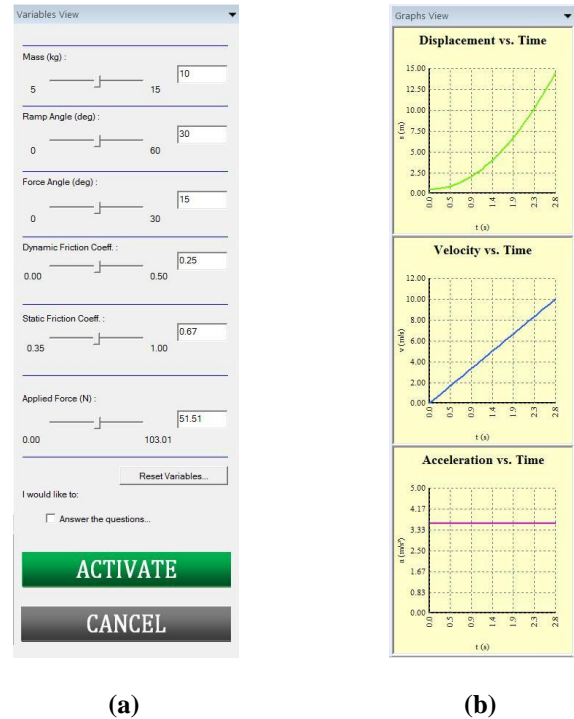 Variables View
Mass (kg) :
10
5 15
Ramp Angle (deg) :
30
0 60
Force Angle (deg) :
15
0 30
Dynamic Friction Coeff. :
0.25
0.00 0.50
Static Friction Coeff. :
0.67
0.35 1.00
Applied Force (N) :
51.51
0.00 103.01
Reset Variables...
I would like to:
Answer the questions...
ACTIVATE
CANCEL
(a)
Graphs View
Displacement vs. Time
15.00
12.50
10.00
7.50
5.00
2.50
0.00
s (m)
0.0 0.5 0.9 1.4 1.9 2.3 2.8
t (s)
Velocity vs. Time
12.00
10.00
8.00
6.00
4.00
2.00
0.00
v (m/s)
0.0 0.5 0.9 1.4 1.9 2.3 2.8
t (s)
Acceleration vs. Time
5.00
4.17
3.33
2.50
1.67
0.83
0.00
a (m/s²)
0.0 0.5 0.9 1.4 1.9 2.3 2.8
t (s)
(b)